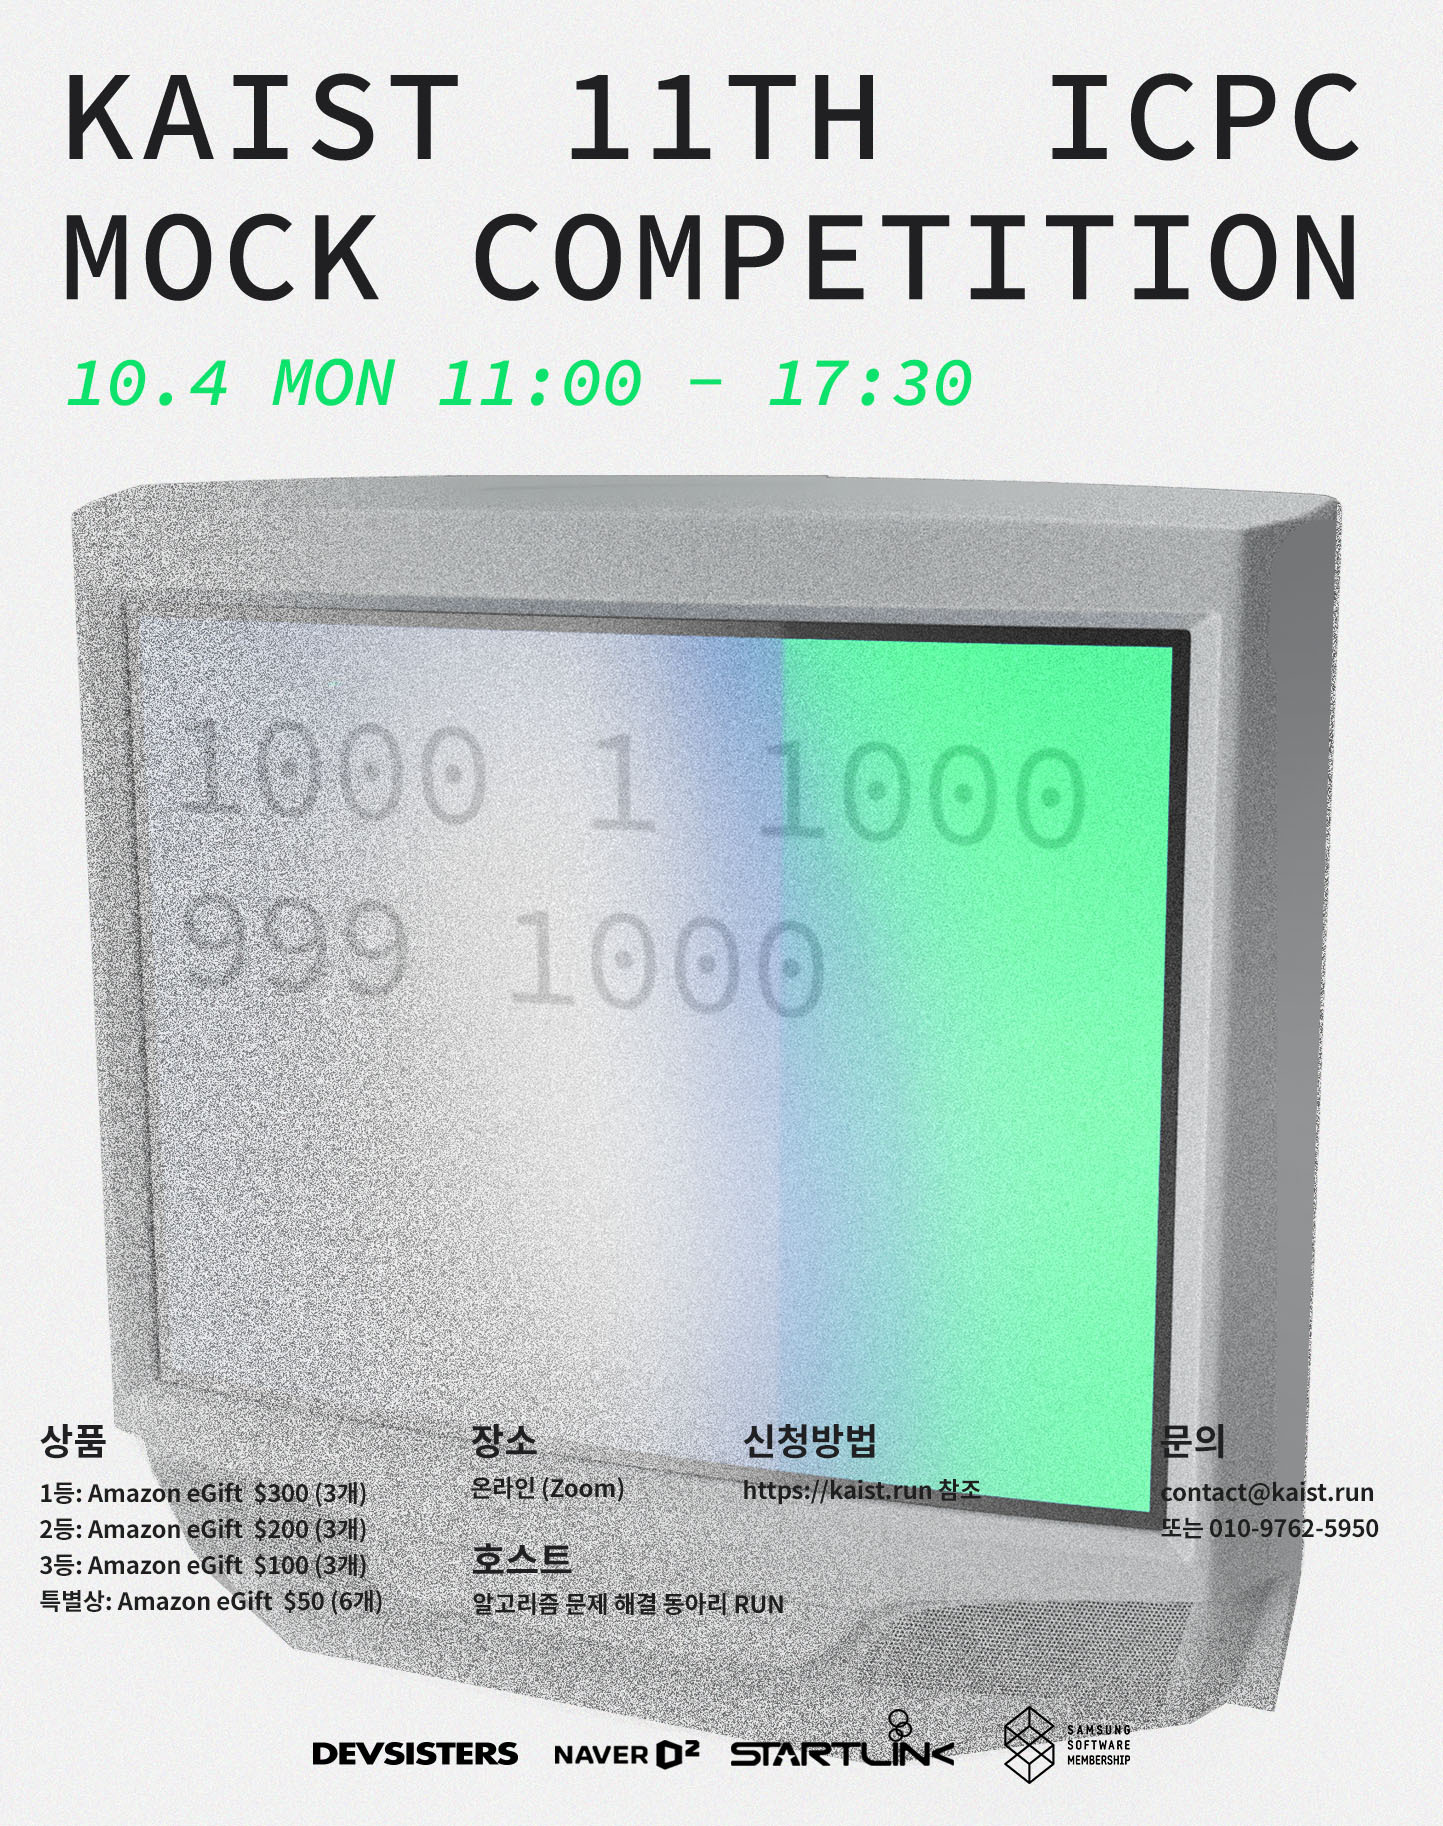 KAIST 11TH ICPC
MOCK COMPETITION
10.4 MON 11:00 – 17:30
1000 1 1000
999 1000
상품
1등: Amazon eGift $300 (3개)
2등: Amazon eGift $200 (3개)
3등: Amazon eGift $100 (3개)
특별상: Amazon eGift $50 (6개)
장소
온라인 (Zoom)
호스트
알고리즘 문제 해결 동아리 RUN
신청방법
https://kaist.run 참조
문의
contact@kaist.run
또는 010-9762-5950
DEVSISTERS
NAVER D2
STARTLINK
SAMSUNG
SOFTWARE
MEMBERSHIP